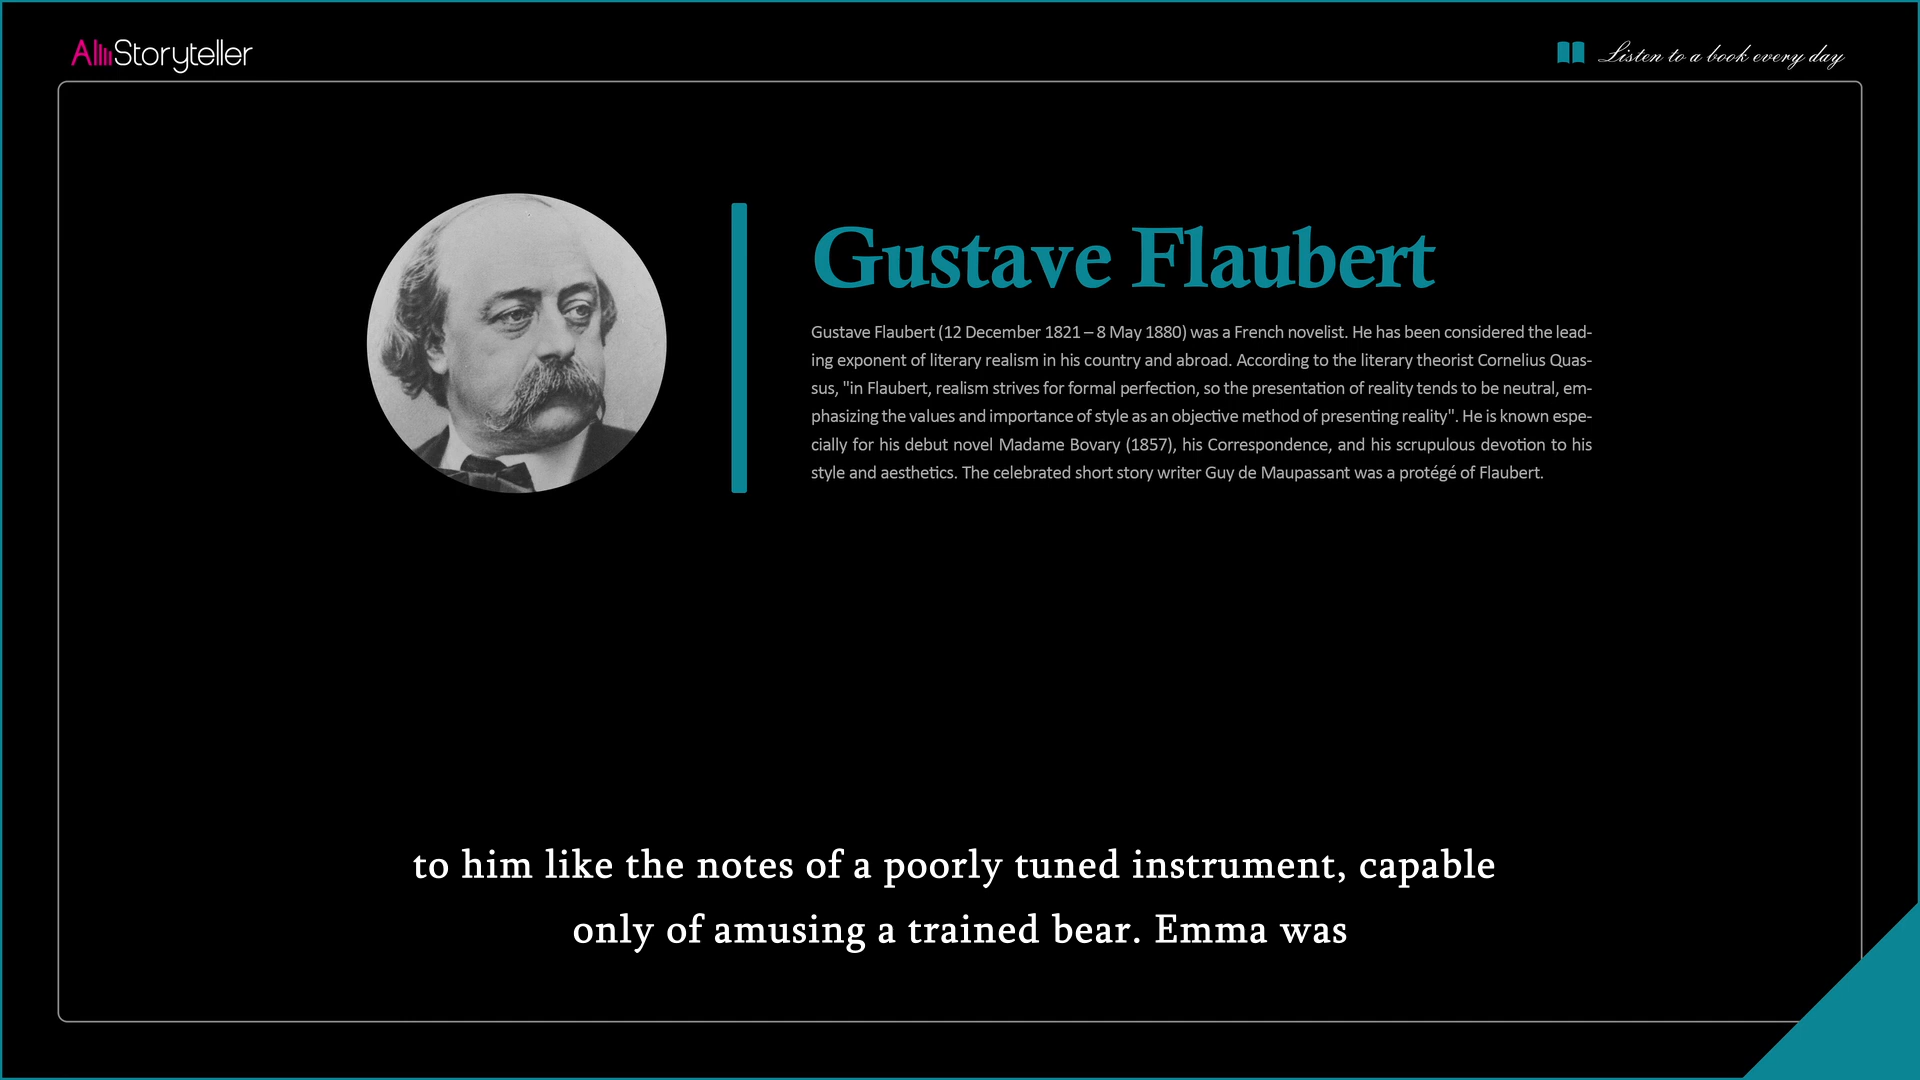 AllStoryteller
Listen to a book every day
Gustave Flaubert
Gustave Flaubert (12 December 1821 – 8 May 1880) was a French novelist. He has been considered the lead-
ing exponent of literary realism in his country and abroad. According to the literary theorist Cornelius Quas-
sus, "in Flaubert, realism strives for formal perfection, so the presentation of reality tends to be neutral, em-
phasizing the values and importance of style as an objective method of presenting reality". He is known espe-
cially for his debut novel Madame Bovary (1857), his Correspondence, and his scrupulous devotion to his
style and aesthetics. The celebrated short story writer Guy de Maupassant was a protégé of Flaubert.
to him like the notes of a poorly tuned instrument, capable
only of amusing a trained bear. Emma was